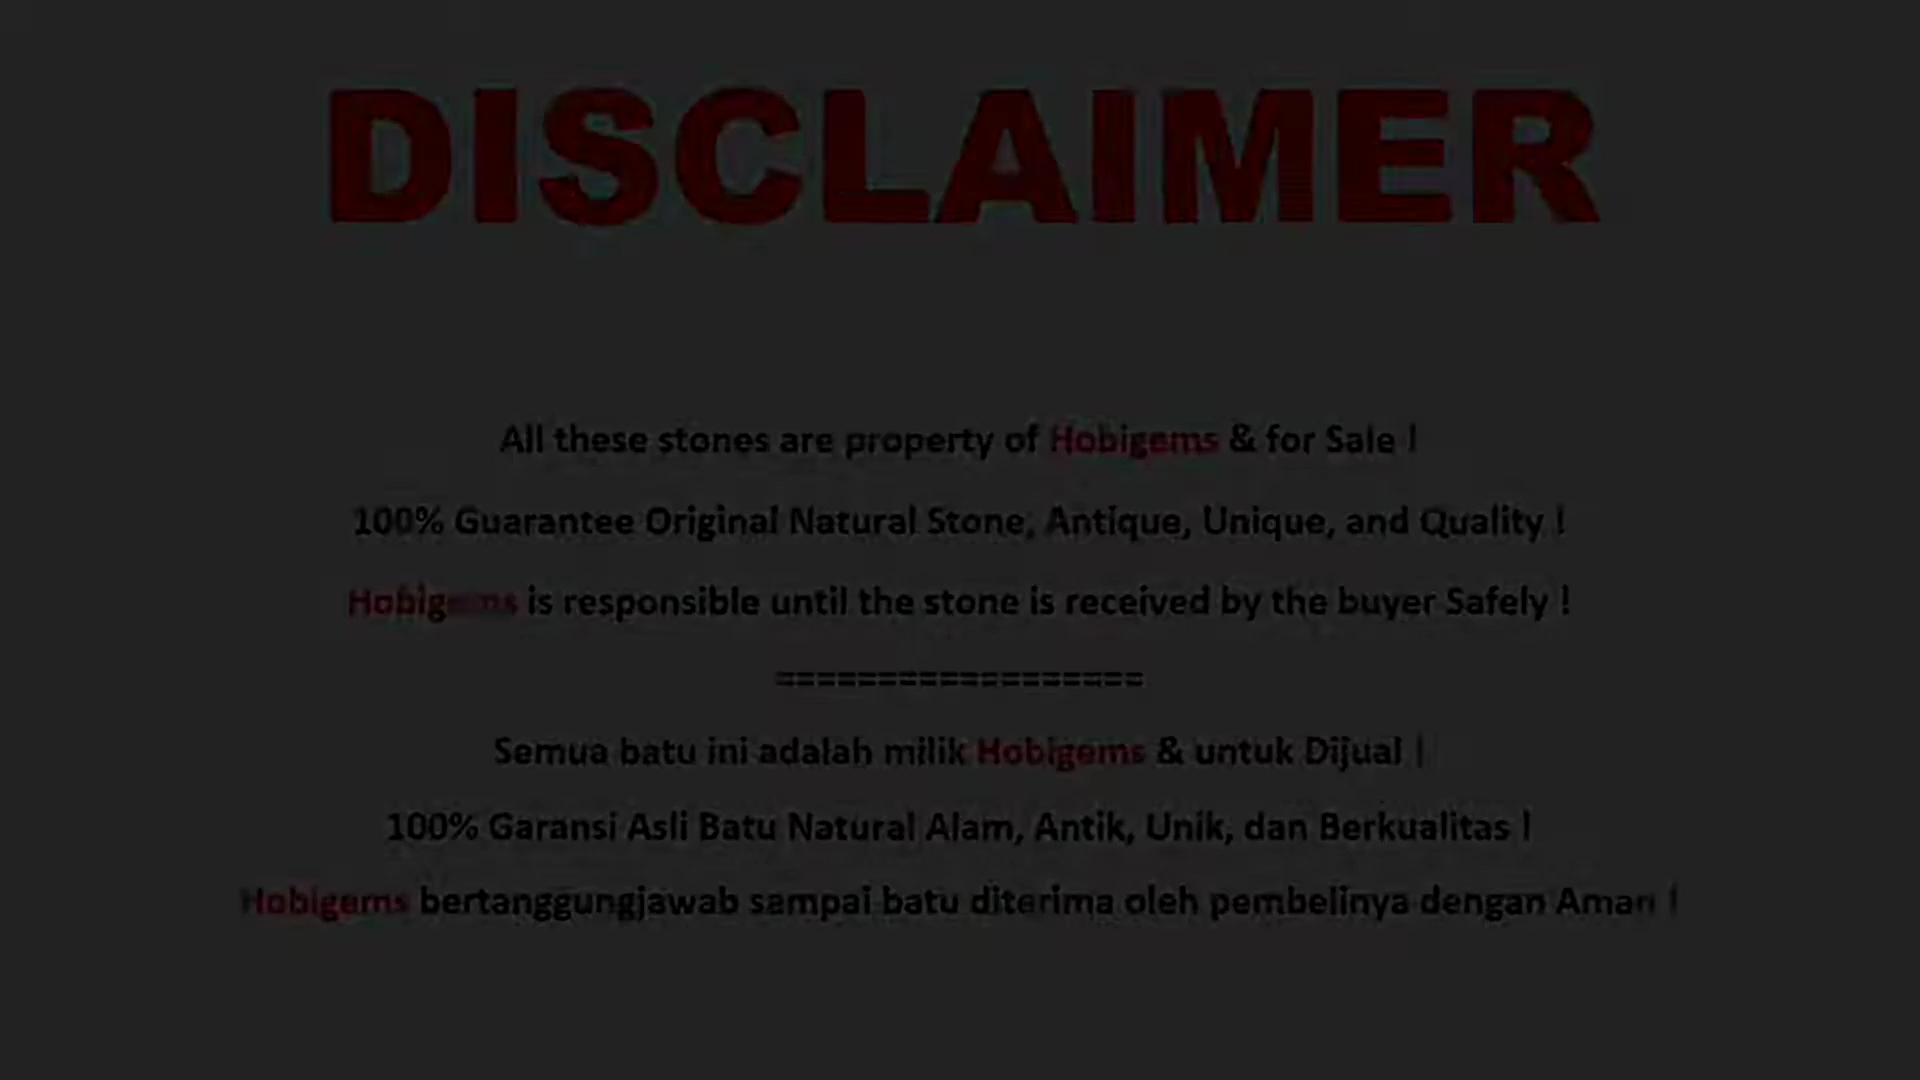 DISCLAIMER
All these stones are property of Hobigems & for Sale !
100% Guarantee Original Natural Stone, Antique, Unique, and Quality !
Hobigems is responsible until the stone is received by the buyer Safely !
==================
Semua batu ini adalah milik Hobigems & untuk Dijual !
100% Garansi Asli Batu Natural Alam, Antik, Unik, dan Berkualitas !
Hobigems bertanggungjawab sampai batu diterima oleh pembelinya dengan Aman !